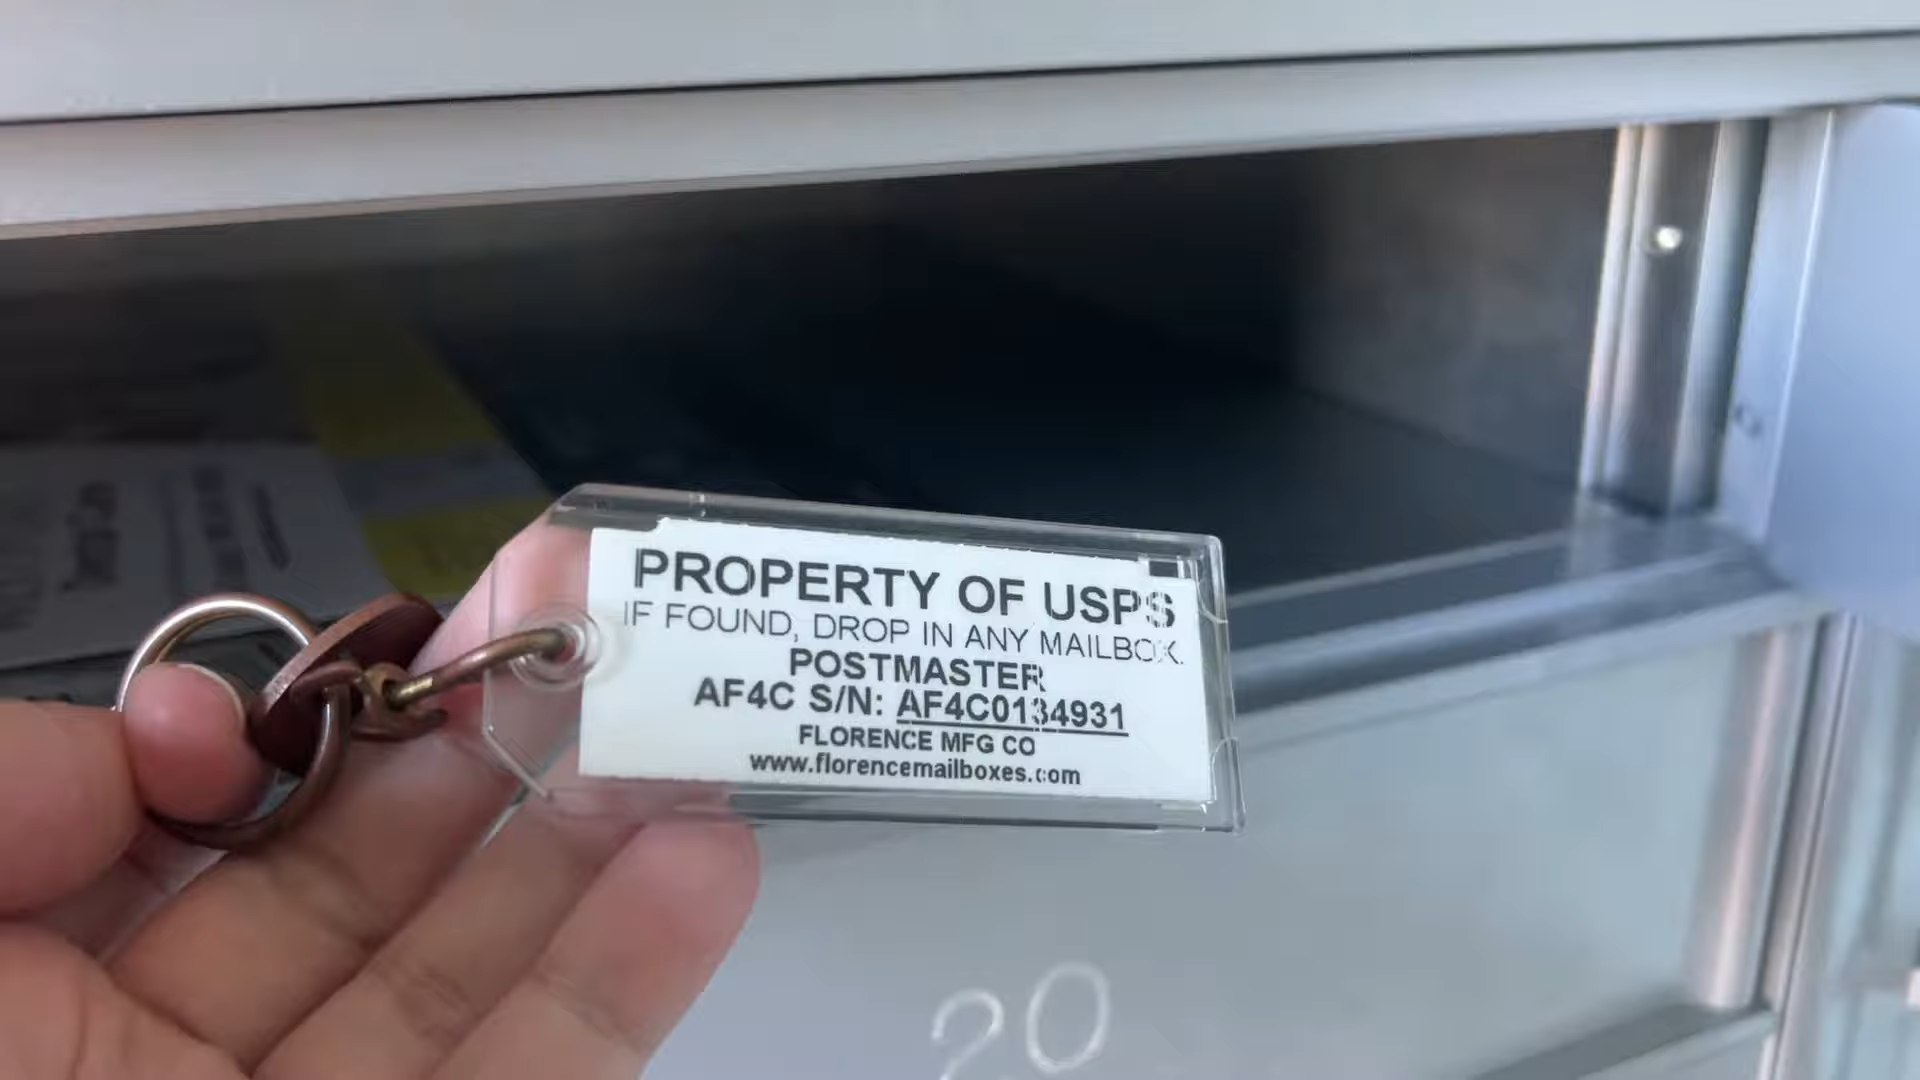 PROPERTY OF USPS
IF FOUND, DROP IN ANY MAILBOX.
POSTMASTER
AF4C S/N: AF4C0134931
FLORENCE MFG CO
www.florencemailboxes.com
20